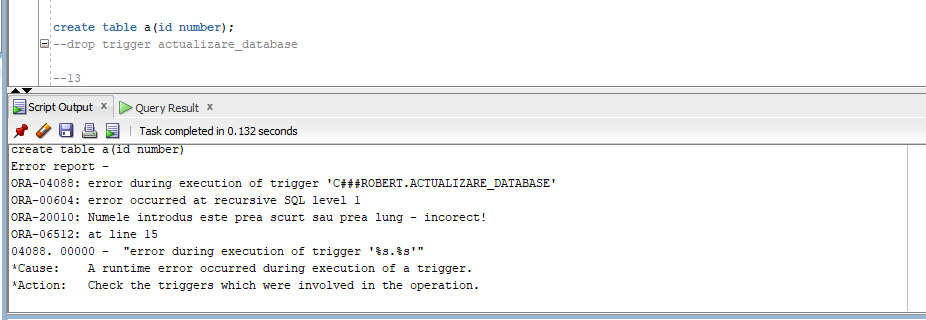 create table a(id number);
--drop trigger actualizare_database
--13
Script Output x
Query Result x
Task completed in 0.132 seconds
create table a(id number)
Error report -
ORA-04088: error during execution of trigger 'C###ROBERT.ACTUALIZARE_DATABASE'
ORA-00604: error occurred at recursive SQL level 1
ORA-20010: Numele introdus este prea scurt sau prea lung - incorect!
ORA-06512: at line 15
04088. 00000 -  "error during execution of trigger '%s.%s'"
*Cause:    A runtime error occurred during execution of a trigger.
*Action:   Check the triggers which were involved in the operation.